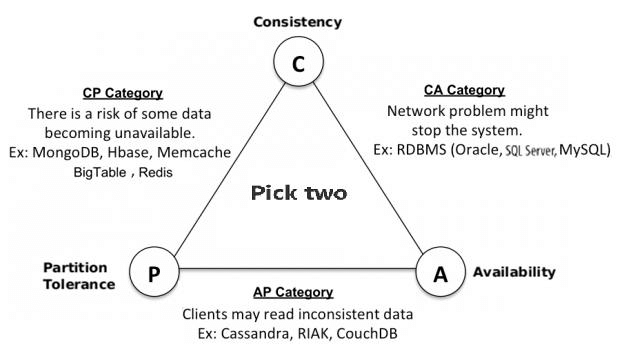 Consistency
C
CP Category
There is a risk of some data
becoming unavailable.
Ex: MongoDB, Hbase, Memcache
BigTable , Redis
CA Category
Network problem might
stop the system.
Ex: RDBMS (Oracle, SQL Server, MySQL)
Pick two
Partition
Tolerance
P
A
Availability
AP Category
Clients may read inconsistent data
Ex: Cassandra, RIAK, CouchDB